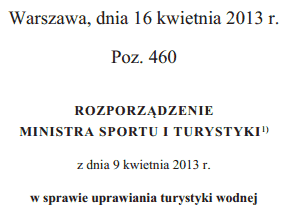 Warszawa, dnia 16 kwietnia 2013 r.
Poz. 460
ROZPORZĄDZENIE
MINISTRA SPORTU I TURYSTYKI¹⁾
z dnia 9 kwietnia 2013 r.
w sprawie uprawiania turystyki wodnej